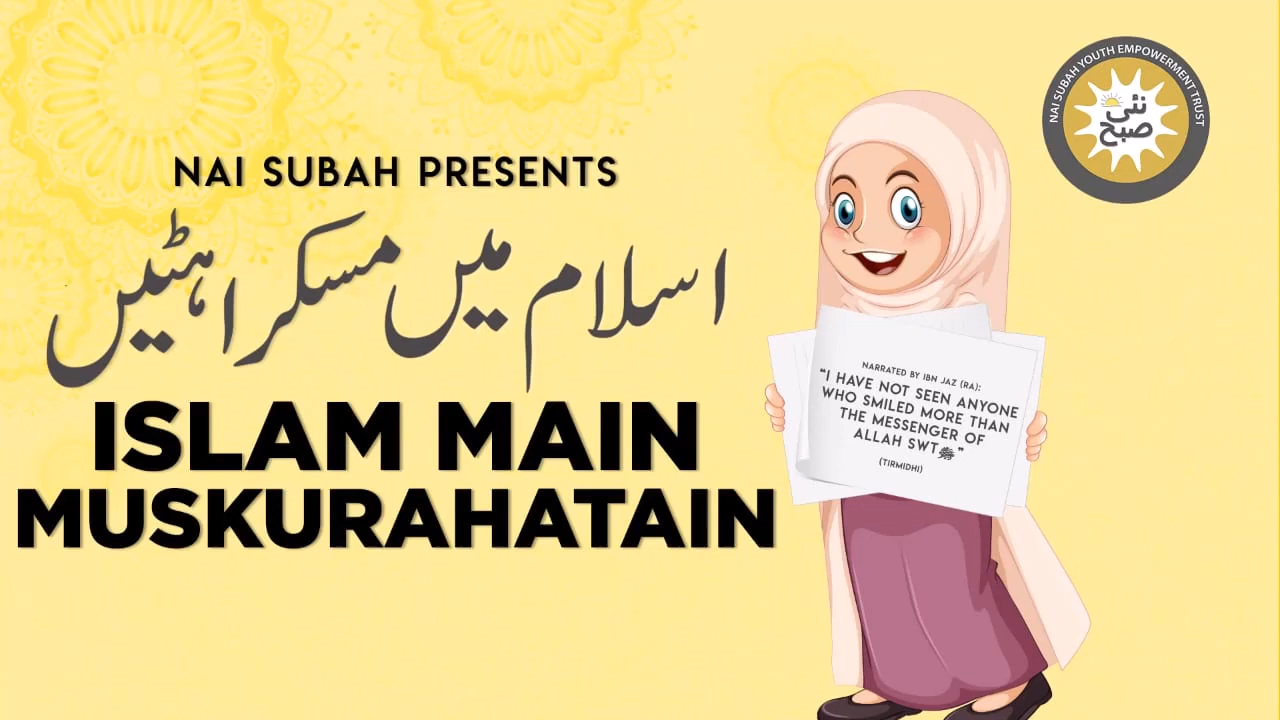 NAI SUBAH PRESENTS
اسلام میں مسکراہٹیں
ISLAM MAIN
MUSKURAHATAIN
NAI SUBAH YOUTH EMPOWERMENT TRUST
نئی
صبح
NARRATED BY IBN JAZ (RA):
“I HAVE NOT SEEN ANYONE
WHO SMILED MORE THAN
THE MESSENGER OF
ALLAH SWTﷺ”
(TIRMIDHI)